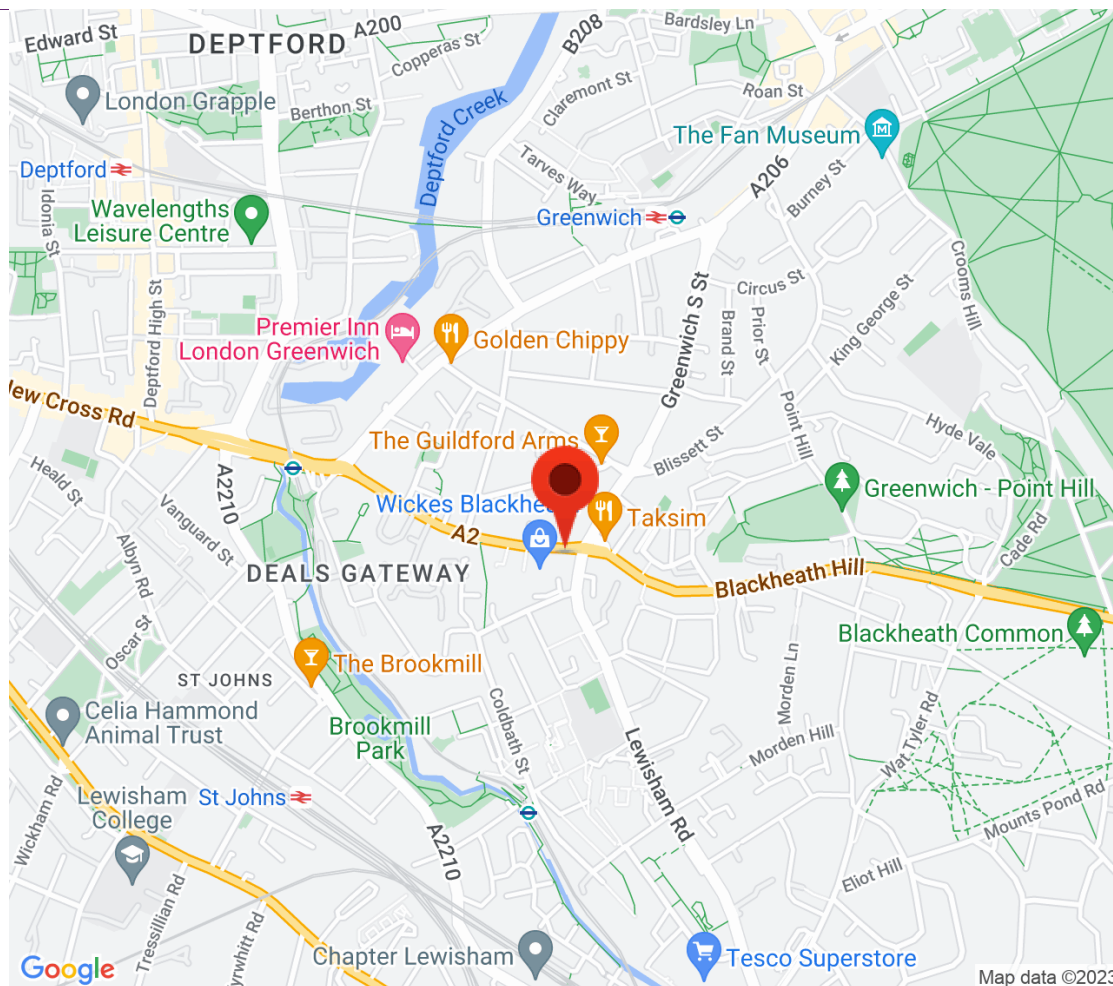 Edward St
DEPTFORD
A200
Copperas St
B208
Bardsley Ln
London Grapple
Berthon St
Claremont St
Roan St
The Fan Museum
Deptford Creek
Tarves Way
A206
Burney St
Deptford
Idonia St
Wavelengths
Leisure Centre
Greenwich
Crooms Hill
Deptford High St
Circus St
Prior St
Brand St
King George St
Greenwich S St
Premier Inn
London Greenwich
Golden Chippy
New Cross Rd
The Guildford Arms
Blissett St
Point Hill
Hyde Vale
Heald St
A2210
Vanguard St
Wickes Blackhea
Taksim
Greenwich - Point Hill
Cade Rd
A2
Albyn Rd
DEALS GATEWAY
Blackheath Hill
Blackheath Common
Oscar St
The Brookmill
ST JOHNS
Morden Ln
Celia Hammond
Animal Trust
Brookmill
Park
Coldbath St
Lewisham Rd
Morden Hill
Wat Tyler Rd
Wickham Rd
Lewisham
College
St Johns
Mounts Pond Rd
A2210
Eliot Hill
Tressillian Rd
yrwhitt Rd
Chapter Lewisham
Tesco Superstore
Google
Map data ©2023